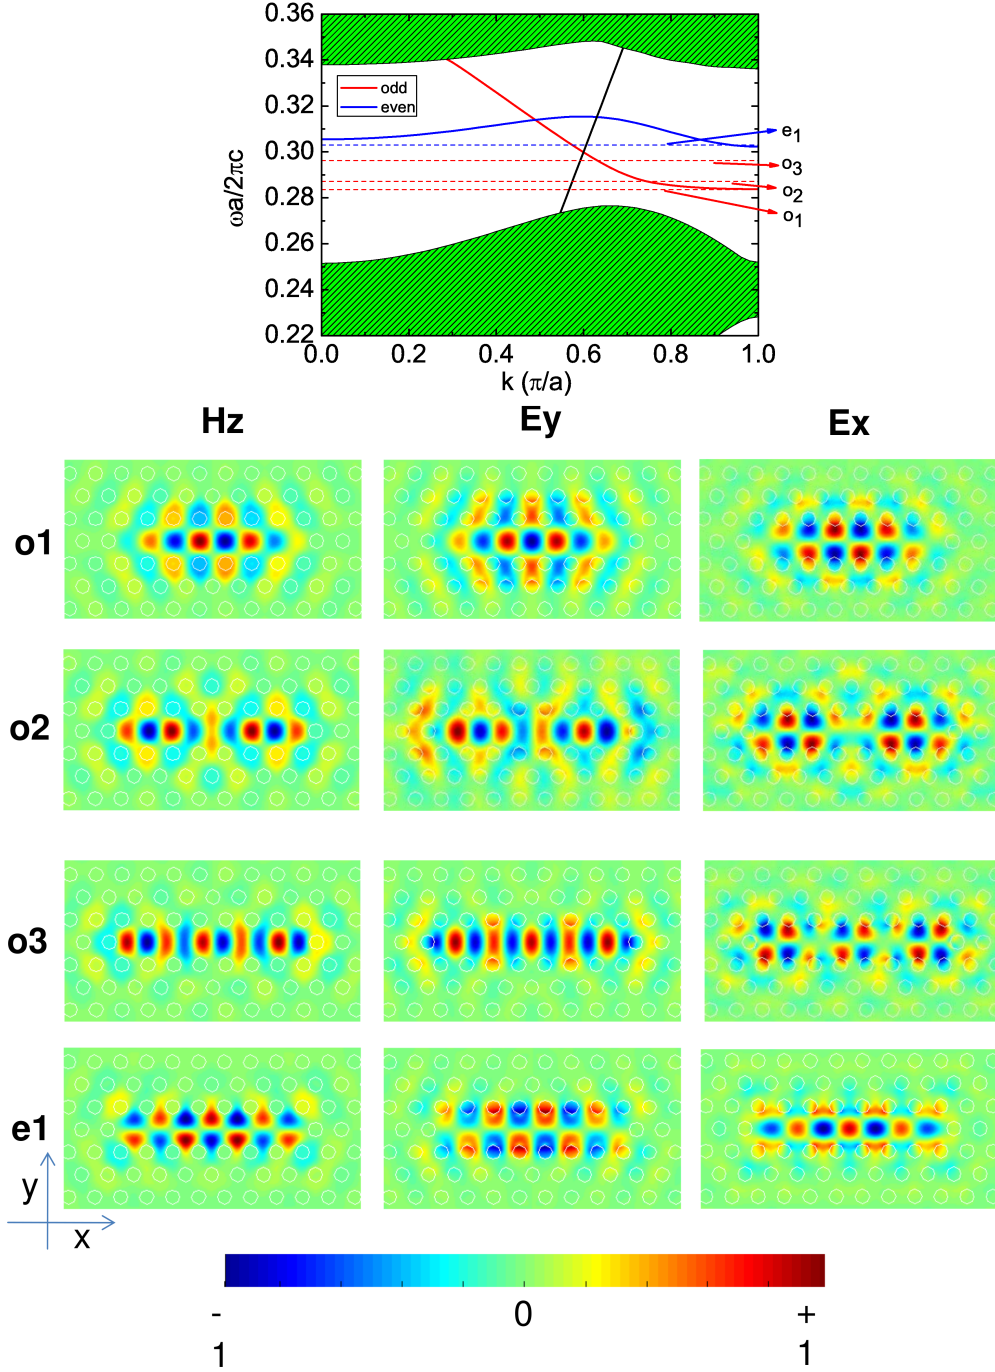 0.36
0.34
0.32
0.30
0.28
0.26
0.24
0.22
ωa/2πc
odd
even
e1
o3
o2
o1
0.0 0.2 0.4 0.6 0.8 1.0
k (π/a)
Hz Ey Ex
o1
o2
o3
e1
y
x
- 0 +
1 1